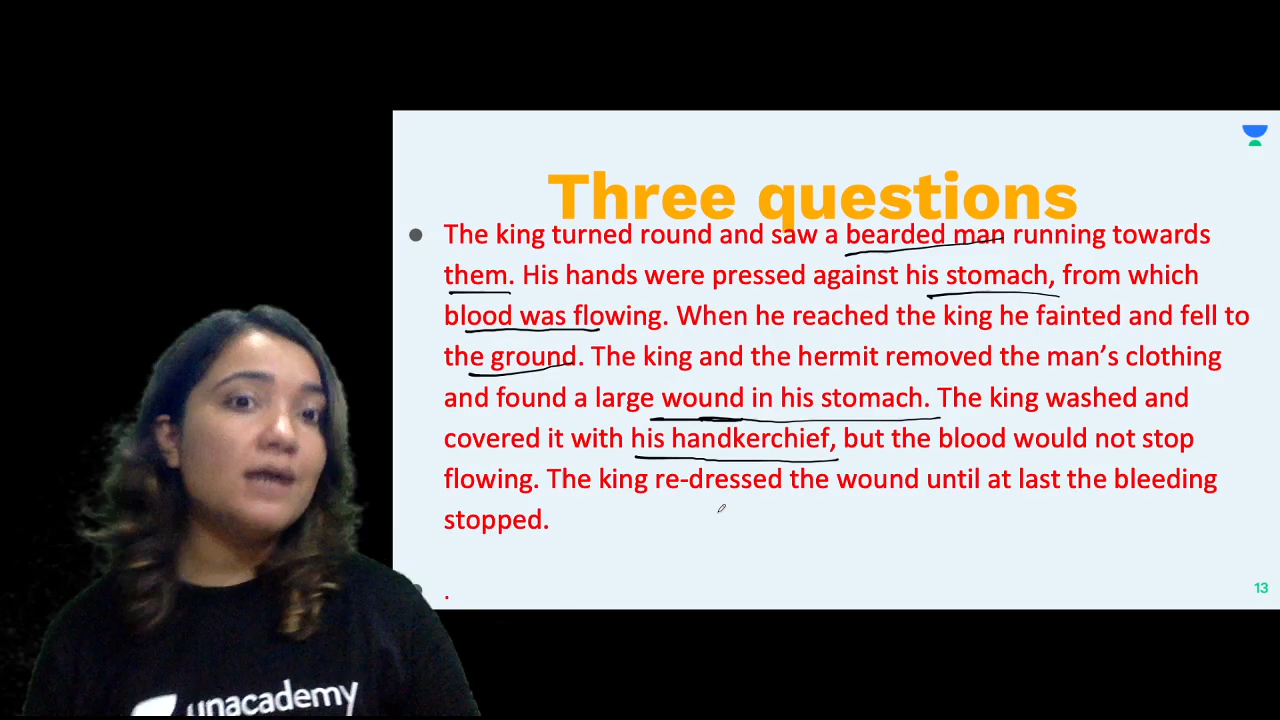 Three questions
The king turned round and saw a bearded man running towards
them. His hands were pressed against his stomach, from which
blood was flowing. When he reached the king he fainted and fell to
the ground. The king and the hermit removed the man’s clothing
and found a large wound in his stomach. The king washed and
covered it with his handkerchief, but the blood would not stop
flowing. The king re-dressed the wound until at last the bleeding
stopped.
.
13
unacademy